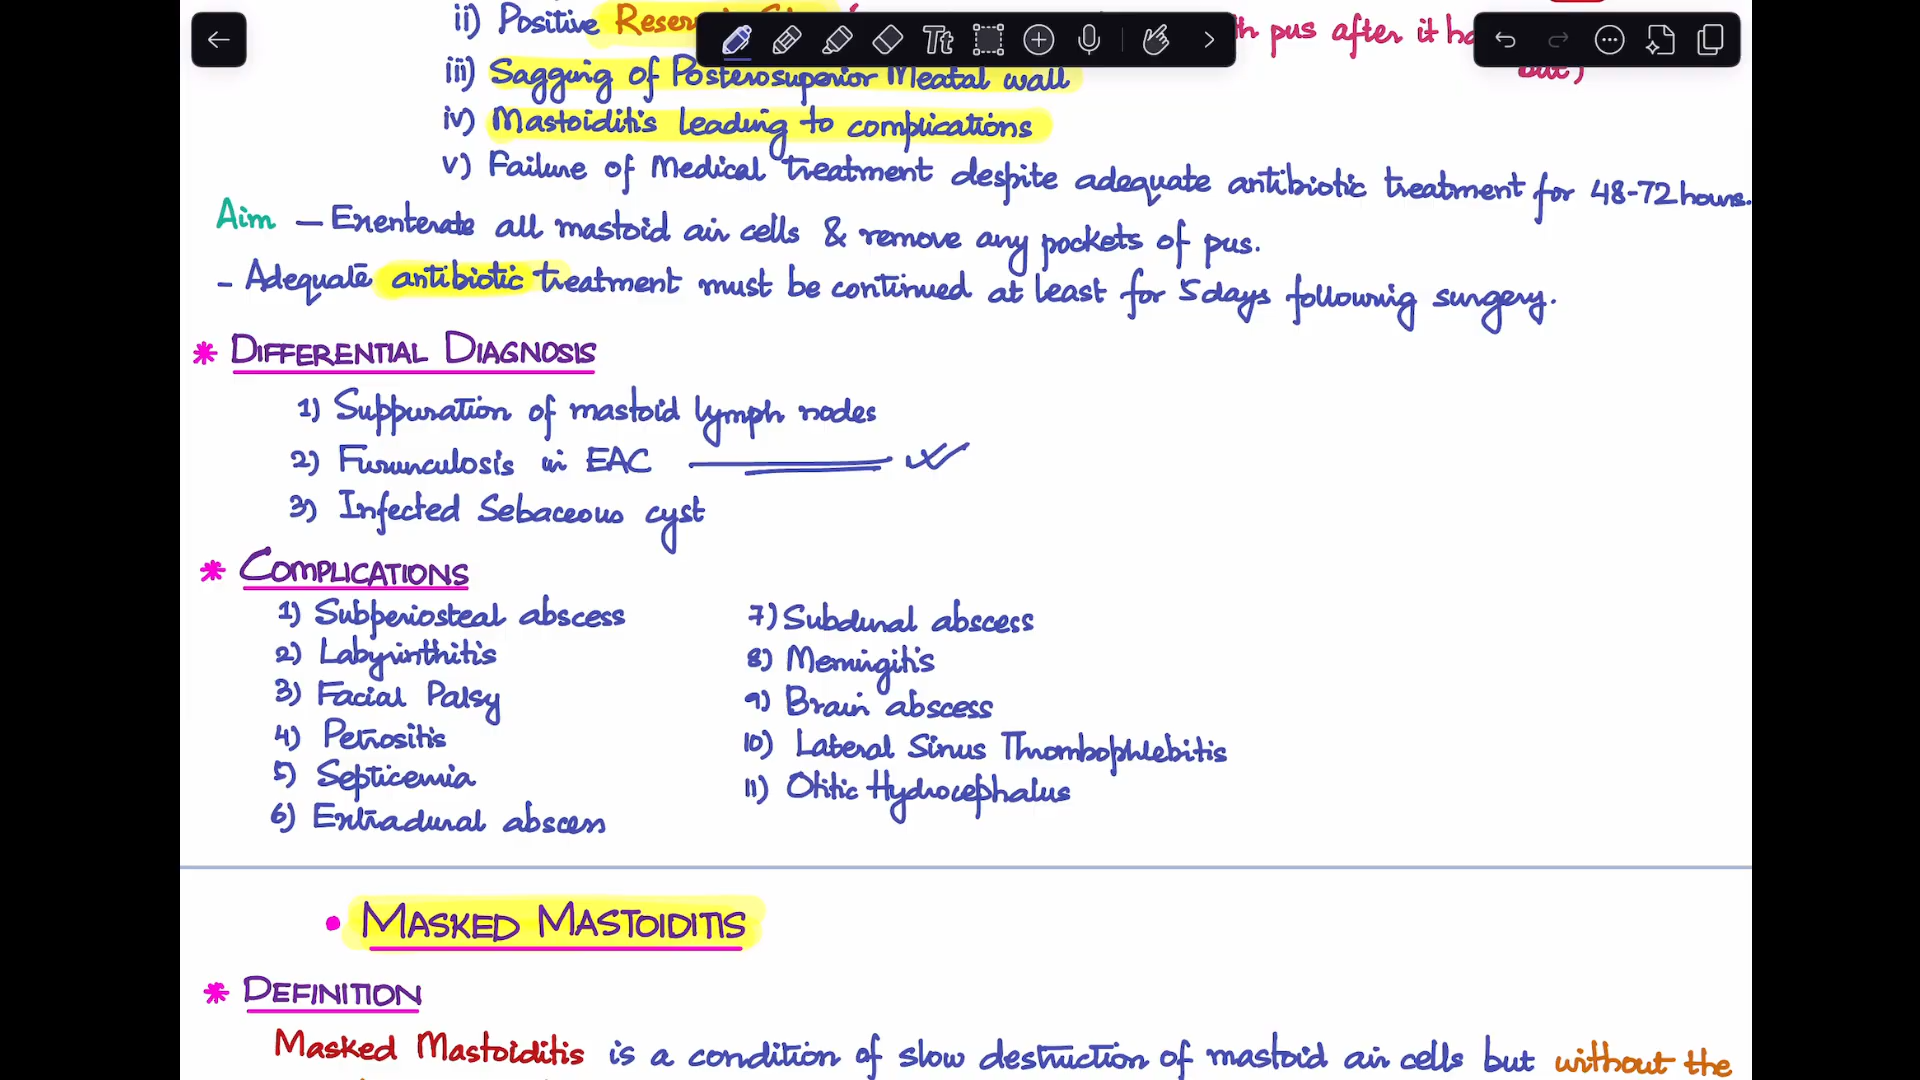 ii) Positive
th pus after it ha
iii) Sagging of Posterosuperior Meatal wall
out)
iv) Mastoiditis leading to complications
v) Failure of Medical treatment despite adequate antibiotic treatment for 48-72 hours.
Aim — Exenterate all mastoid air cells & remove any pockets of pus.
- Adequate antibiotic treatment must be continued at least for 5 days following surgery.
* DIFFERENTIAL DIAGNOSIS
1) Suppuration of mastoid lymph nodes
2) Furunculosis in EAC
3) Infected Sebaceous cyst
* COMPLICATIONS
1) Subperiosteal abscess
2) Labyrinthitis
3) Facial Palsy
4) Petrositis
5) Septicemia
6) Extradural abscess
7) Subdural abscess
8) Meningitis
9) Brain abscess
10) Lateral Sinus Thrombophlebitis
11) Otitic Hydrocephalus
• MASKED MASTOIDITIS
* DEFINITION
Masked Mastoiditis is a condition of slow destruction of mastoid air cells but without the